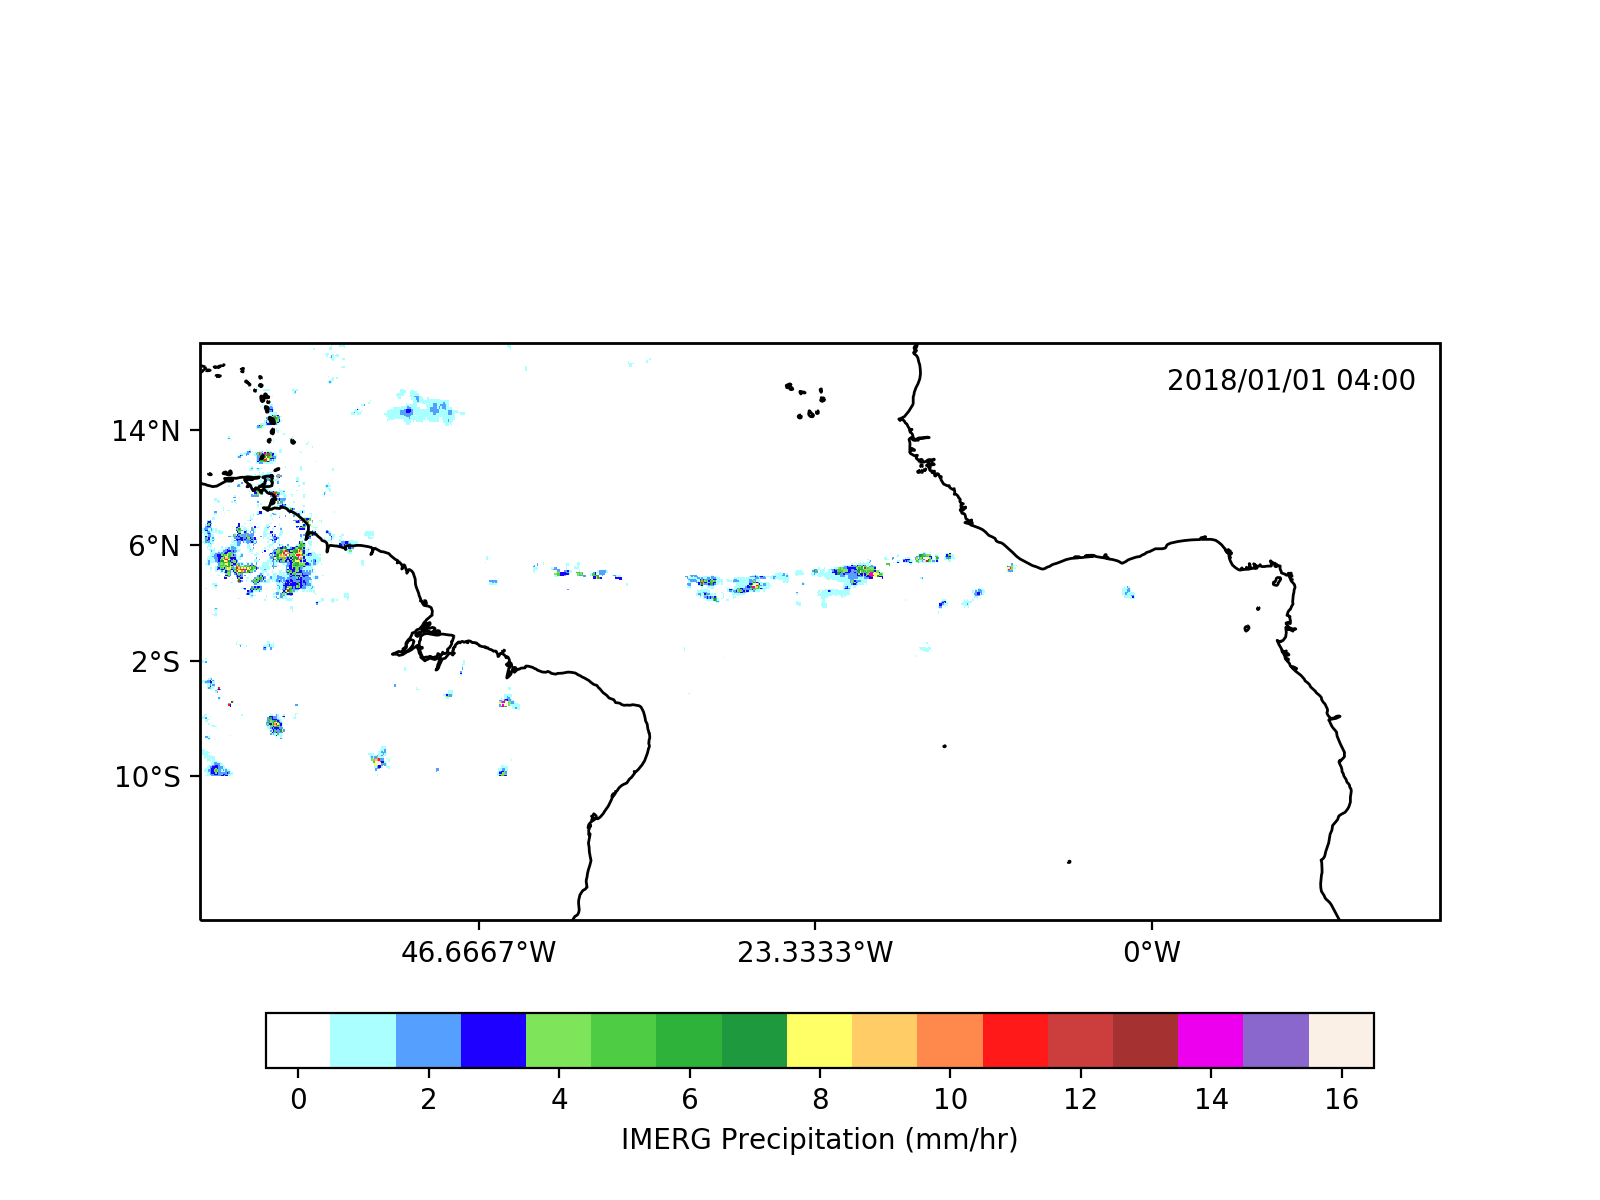 2018/01/01 04:00
14°N
6°N
2°S
10°S
46.6667°W 23.3333°W 0°W
0 2 4 6 8 10 12 14 16
IMERG Precipitation (mm/hr)